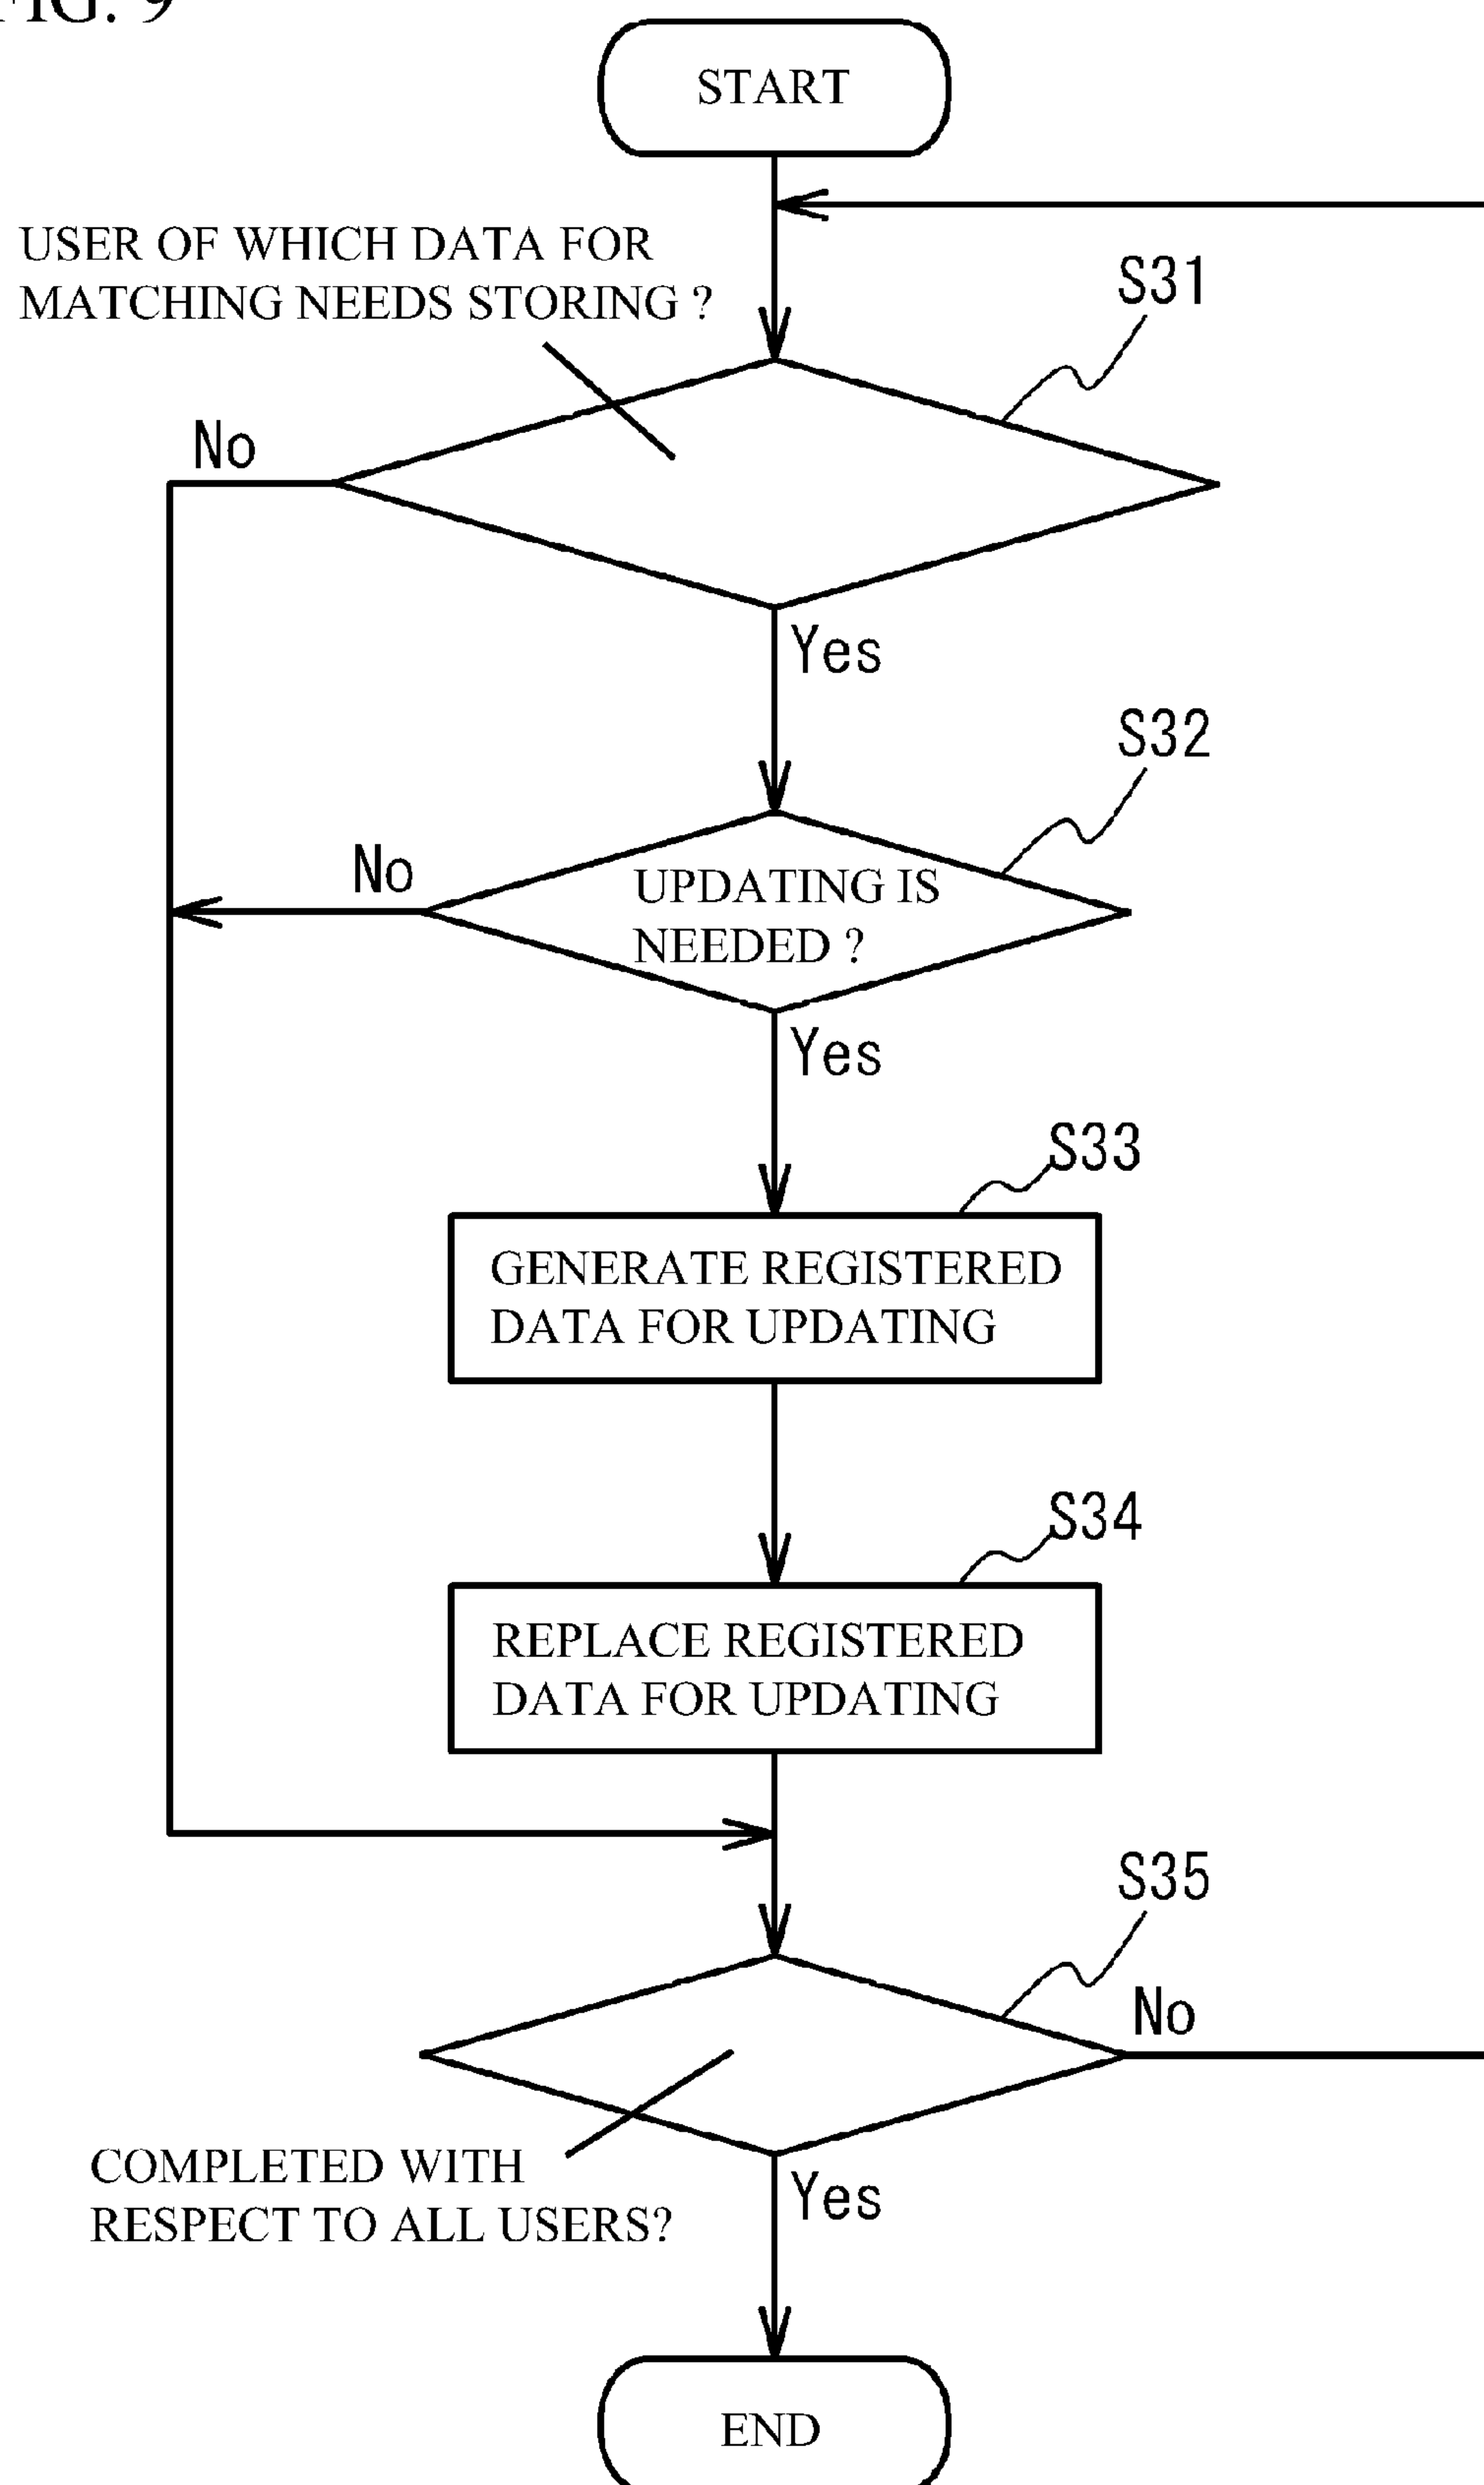 FIG. 9
START
USER OF WHICH DATA FOR
MATCHING NEEDS STORING ?
S31
No
Yes
S32
No
UPDATING IS
NEEDED ?
Yes
S33
GENERATE REGISTERED
DATA FOR UPDATING
S34
REPLACE REGISTERED
DATA FOR UPDATING
S35
No
COMPLETED WITH
RESPECT TO ALL USERS?
Yes
END